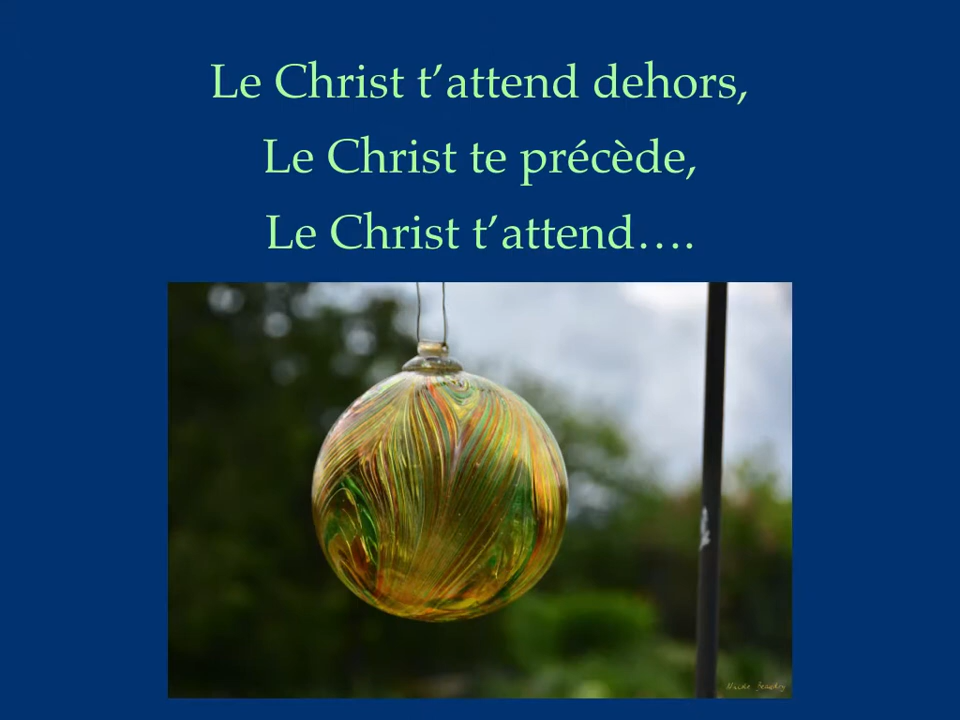 Le Christ t’attend dehors,
Le Christ te précède,
Le Christ t’attend….